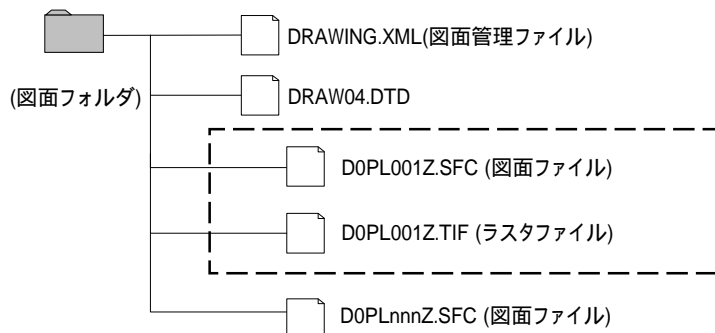 DRAWING.XML(図面管理ファイル)
(図面フォルダ)
DRAW04.DTD
D0PL001Z.SFC (図面ファイル)
D0PL001Z.TIF (ラスタファイル)
D0PLnnnZ.SFC (図面ファイル)